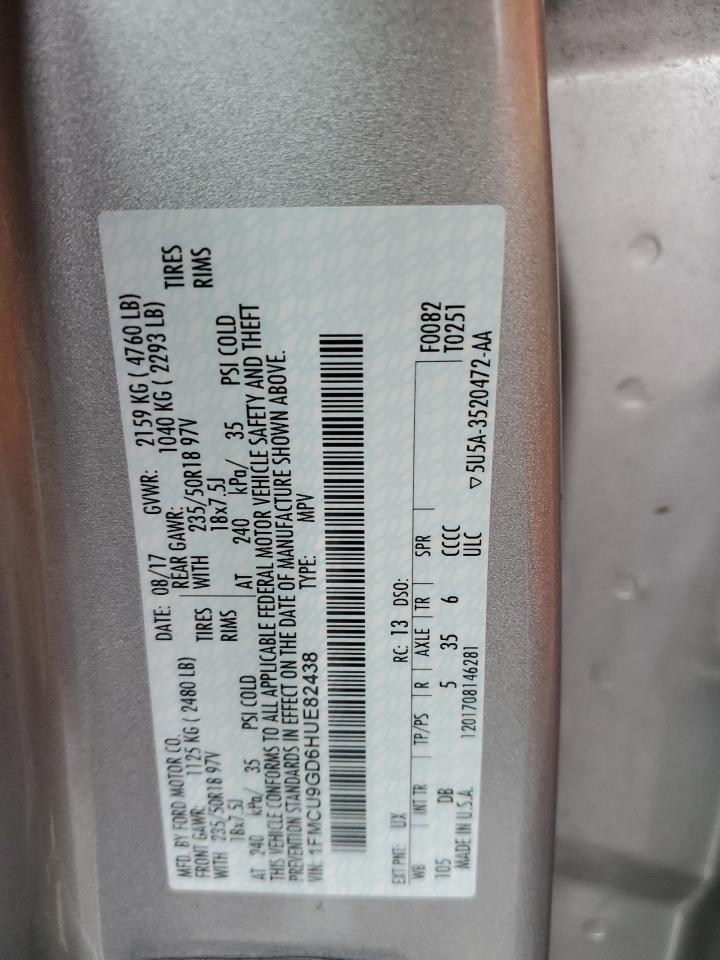 MFD. BY FORD MOTOR CO. DATE: 08/17 GVWR: 2159 KG ( 4760 LB)
FRONT GAWR: 1125 KG ( 2480 LB) REAR GAWR: 1040 KG ( 2293 LB)
WITH 235/50R18 97V TIRES WITH 235/50R18 97V TIRES
18x7.5J RIMS 18x7.5J RIMS
AT 240 kPa/ 35 PSI COLD AT 240 kPa/ 35 PSI COLD
THIS VEHICLE CONFORMS TO ALL APPLICABLE FEDERAL MOTOR VEHICLE SAFETY AND THEFT
PREVENTION STANDARDS IN EFFECT ON THE DATE OF MANUFACTURE SHOWN ABOVE.
VIN: 1FMCU9GD6HUE82438 TYPE: MPV
EXT PNT: UX RC: 13 DSO: F0082
WB INT TR TP/PS R AXLE TR SPR T0251
105 DB 5 35 6 CCCC
MADE IN U.S.A. 1201708146281 ULC ▽5U5A-3520472-AA